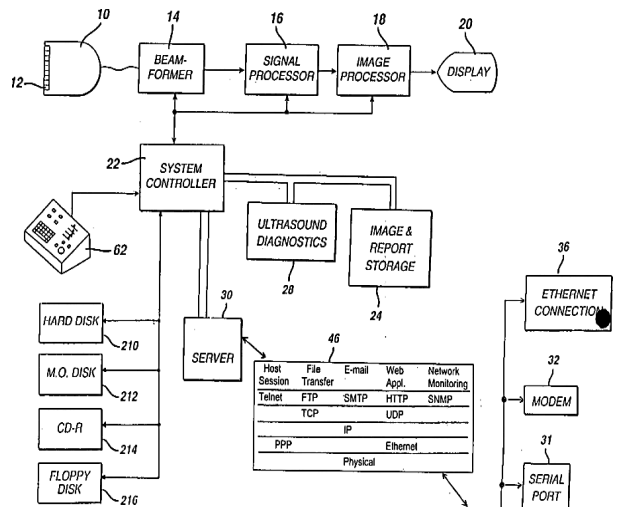 10
12
14
BEAM-
FORMER
16
SIGNAL
PROCESSOR
18
IMAGE
PROCESSOR
20
DISPLAY
22
SYSTEM
CONTROLLER
62
ULTRASOUND
DIAGNOSTICS
28
IMAGE &
REPORT
STORAGE
24
30
SERVER
HARD DISK
210
M.O. DISK
212
CD-R
214
FLOPPY
DISK
216
46
Host Session File Transfer E-mail Web Appl. Network Monitoring
Telnet FTP SMTP HTTP SNMP
TCP UDP
IP
PPP Ethernet
Physical
36
ETHERNET
CONNECTION
32
MODEM
31
SERIAL
PORT